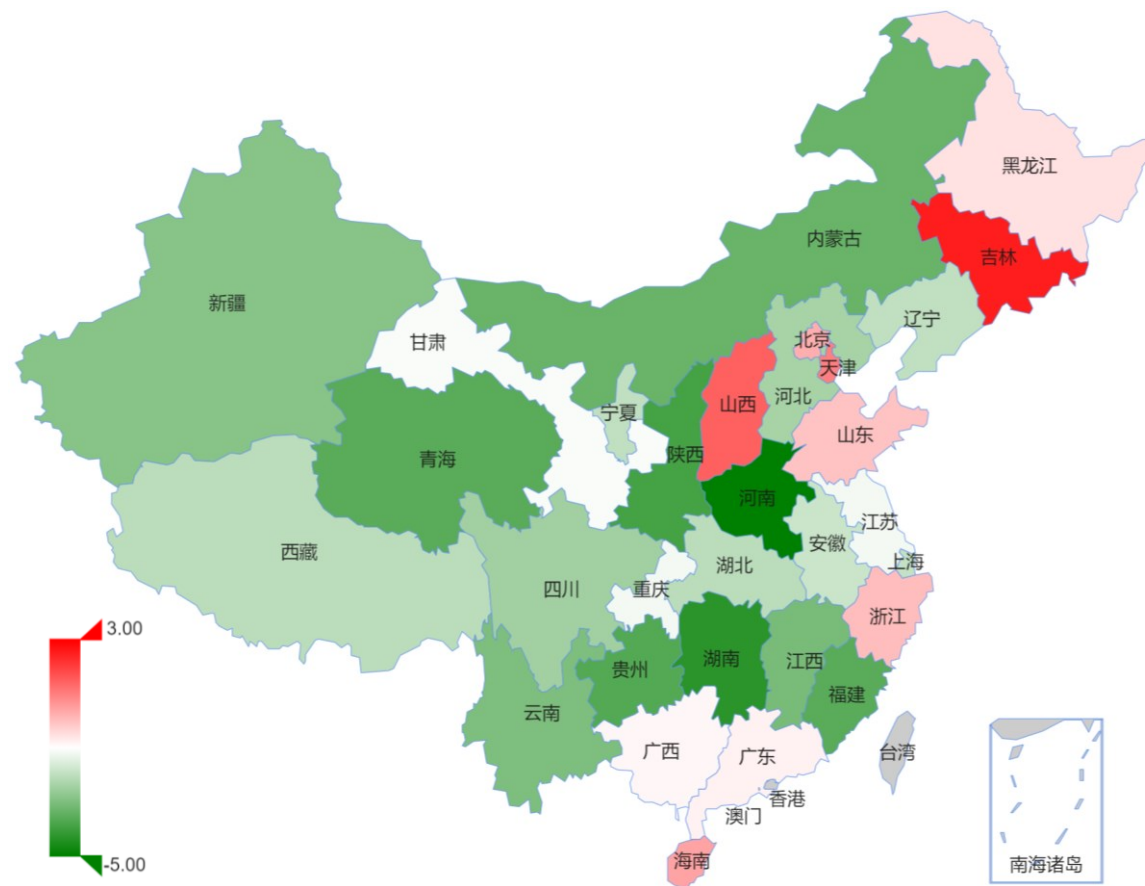 黑龙江
内蒙古
吉林
新疆
辽宁
甘肃
北京
天津
河北
山西
宁夏
山东
陕西
青海
河南
江苏
安徽
西藏
上海
湖北
四川
重庆
浙江
3.00
湖南
江西
贵州
福建
云南
广西
广东
台湾
香港
澳门
海南
-5.00
南海诸岛